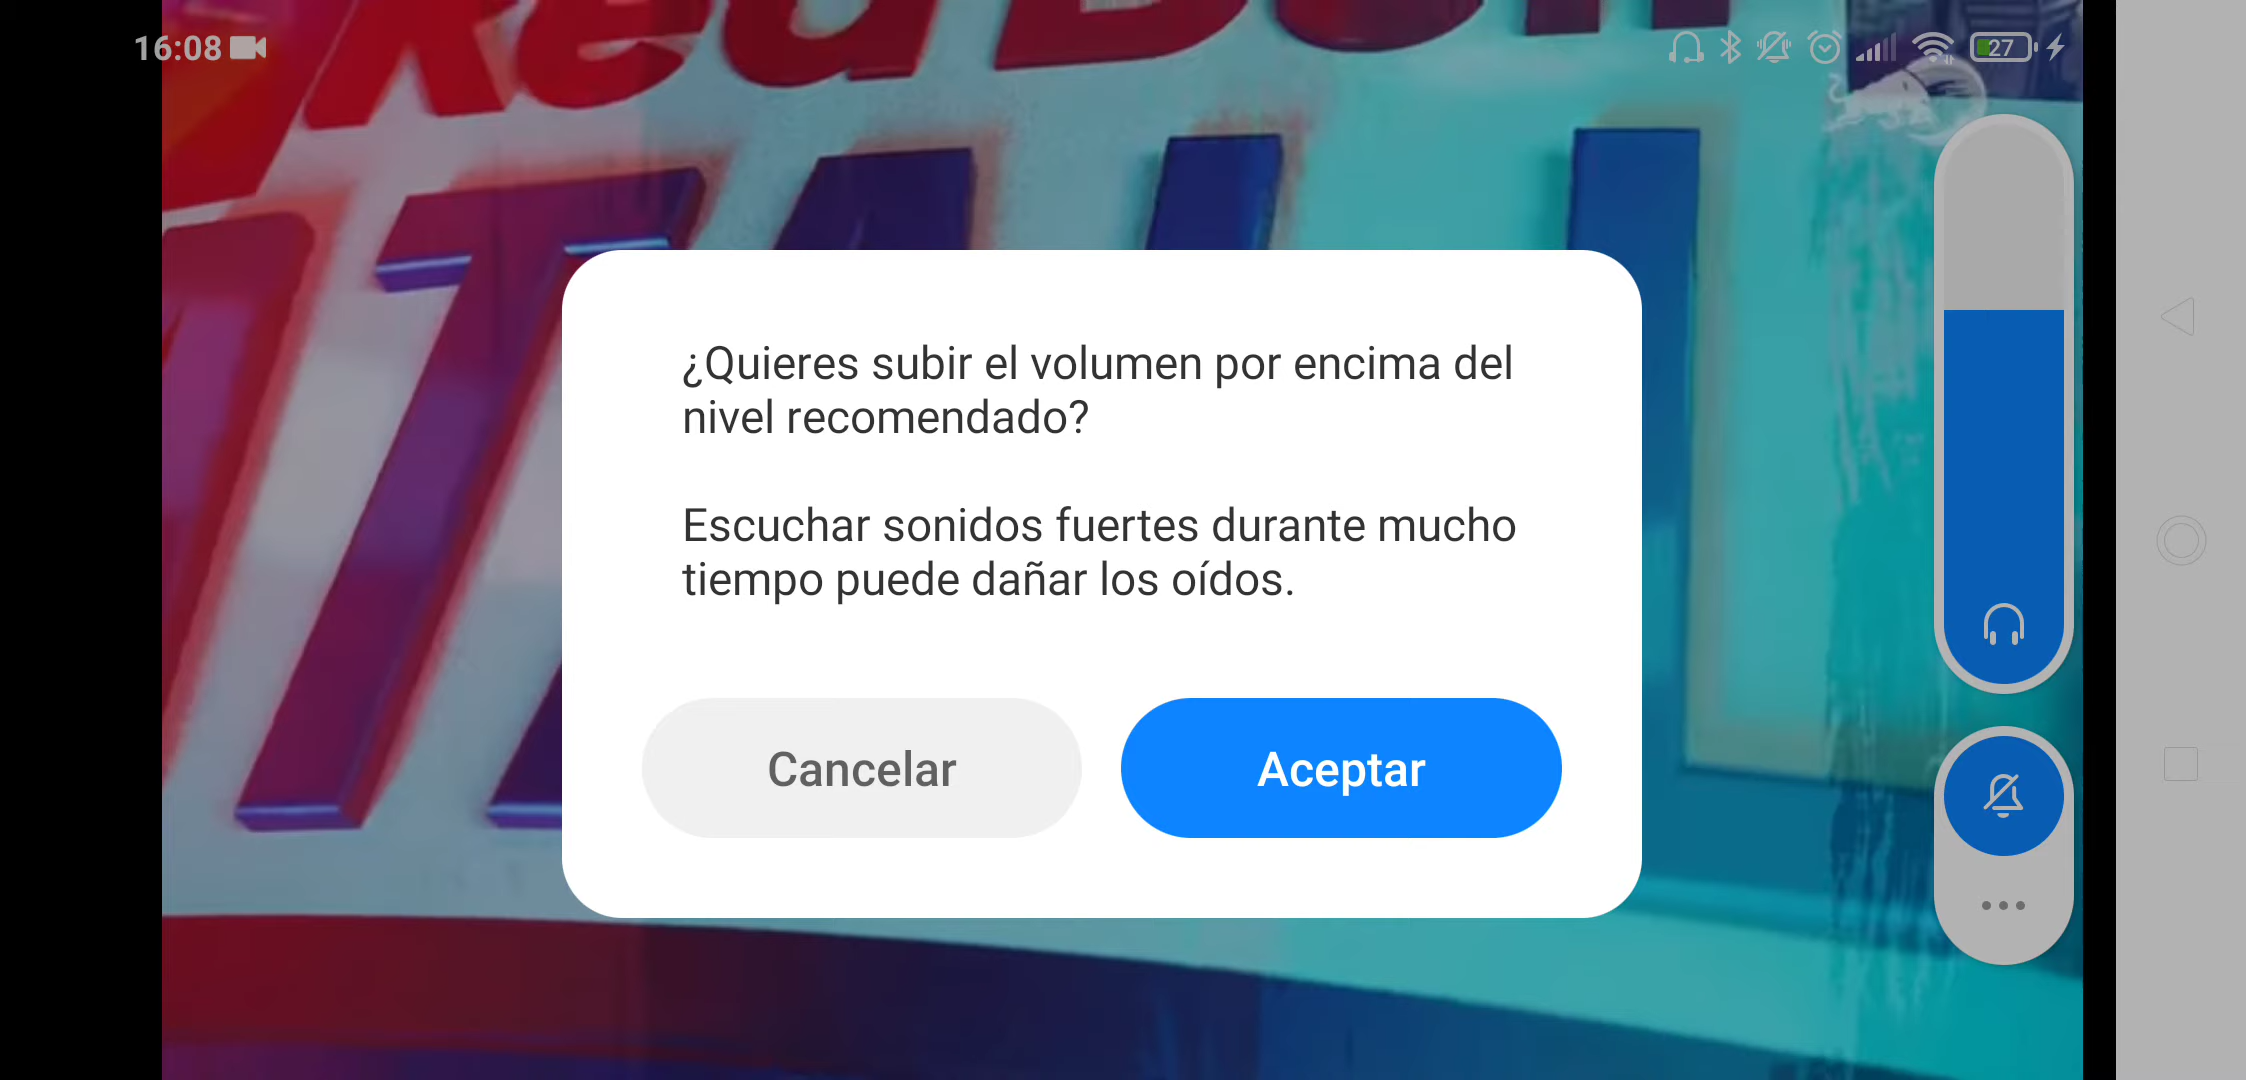 16:08
27
¿Quieres subir el volumen por encima del
nivel recomendado?
Escuchar sonidos fuertes durante mucho
tiempo puede dañar los oídos.
Cancelar
Aceptar